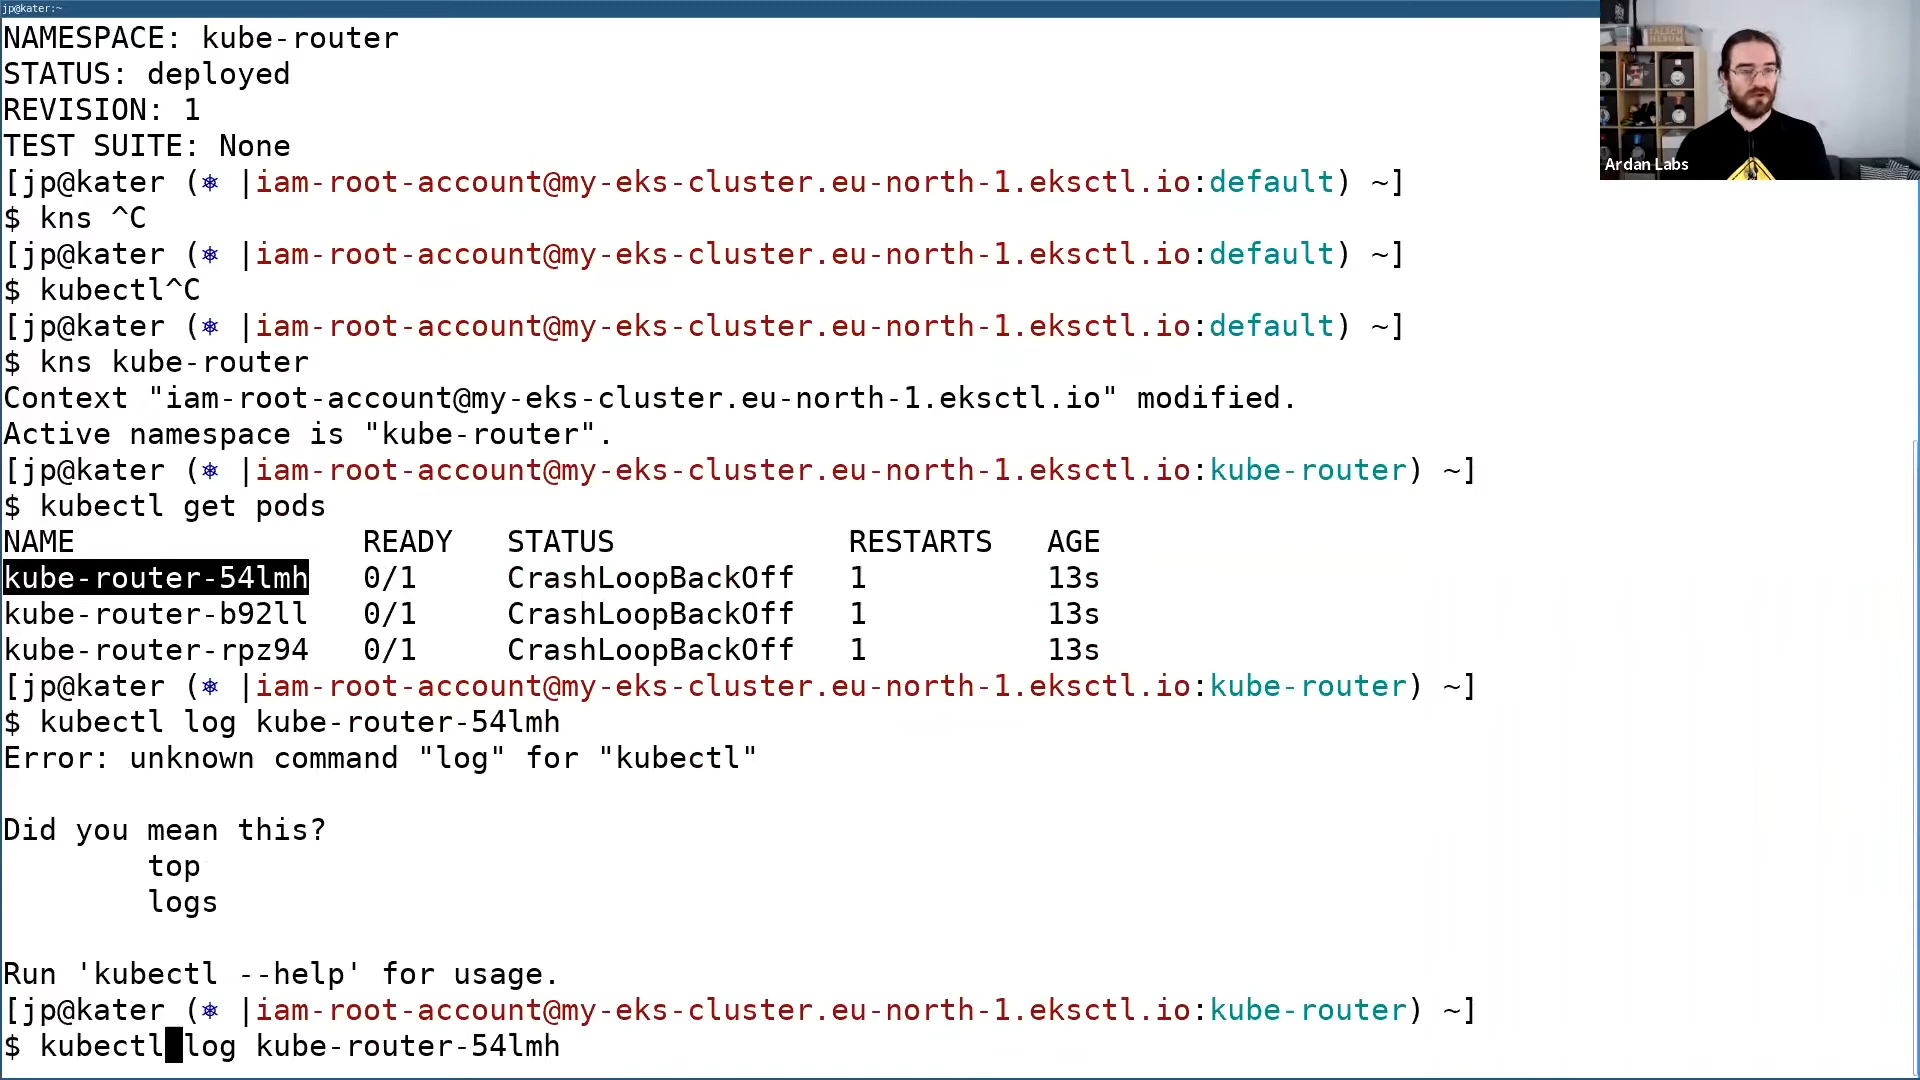 jp@kater:~
NAMESPACE: kube-router
STATUS: deployed
REVISION: 1
TEST SUITE: None
[jp@kater (⎈ |iam-root-account@my-eks-cluster.eu-north-1.eksctl.io:default) ~]
$ kns ^C
[jp@kater (⎈ |iam-root-account@my-eks-cluster.eu-north-1.eksctl.io:default) ~]
$ kubectl^C
[jp@kater (⎈ |iam-root-account@my-eks-cluster.eu-north-1.eksctl.io:default) ~]
$ kns kube-router
Context "iam-root-account@my-eks-cluster.eu-north-1.eksctl.io" modified.
Active namespace is "kube-router".
[jp@kater (⎈ |iam-root-account@my-eks-cluster.eu-north-1.eksctl.io:kube-router) ~]
$ kubectl get pods
NAME READY STATUS RESTARTS AGE
kube-router-54lmh 0/1 CrashLoopBackOff 1 13s
kube-router-b92ll 0/1 CrashLoopBackOff 1 13s
kube-router-rpz94 0/1 CrashLoopBackOff 1 13s
[jp@kater (⎈ |iam-root-account@my-eks-cluster.eu-north-1.eksctl.io:kube-router) ~]
$ kubectl log kube-router-54lmh
Error: unknown command "log" for "kubectl"
Did you mean this?
top
logs
Run 'kubectl --help' for usage.
[jp@kater (⎈ |iam-root-account@my-eks-cluster.eu-north-1.eksctl.io:kube-router) ~]
$ kubectl log kube-router-54lmh
Ardan Labs